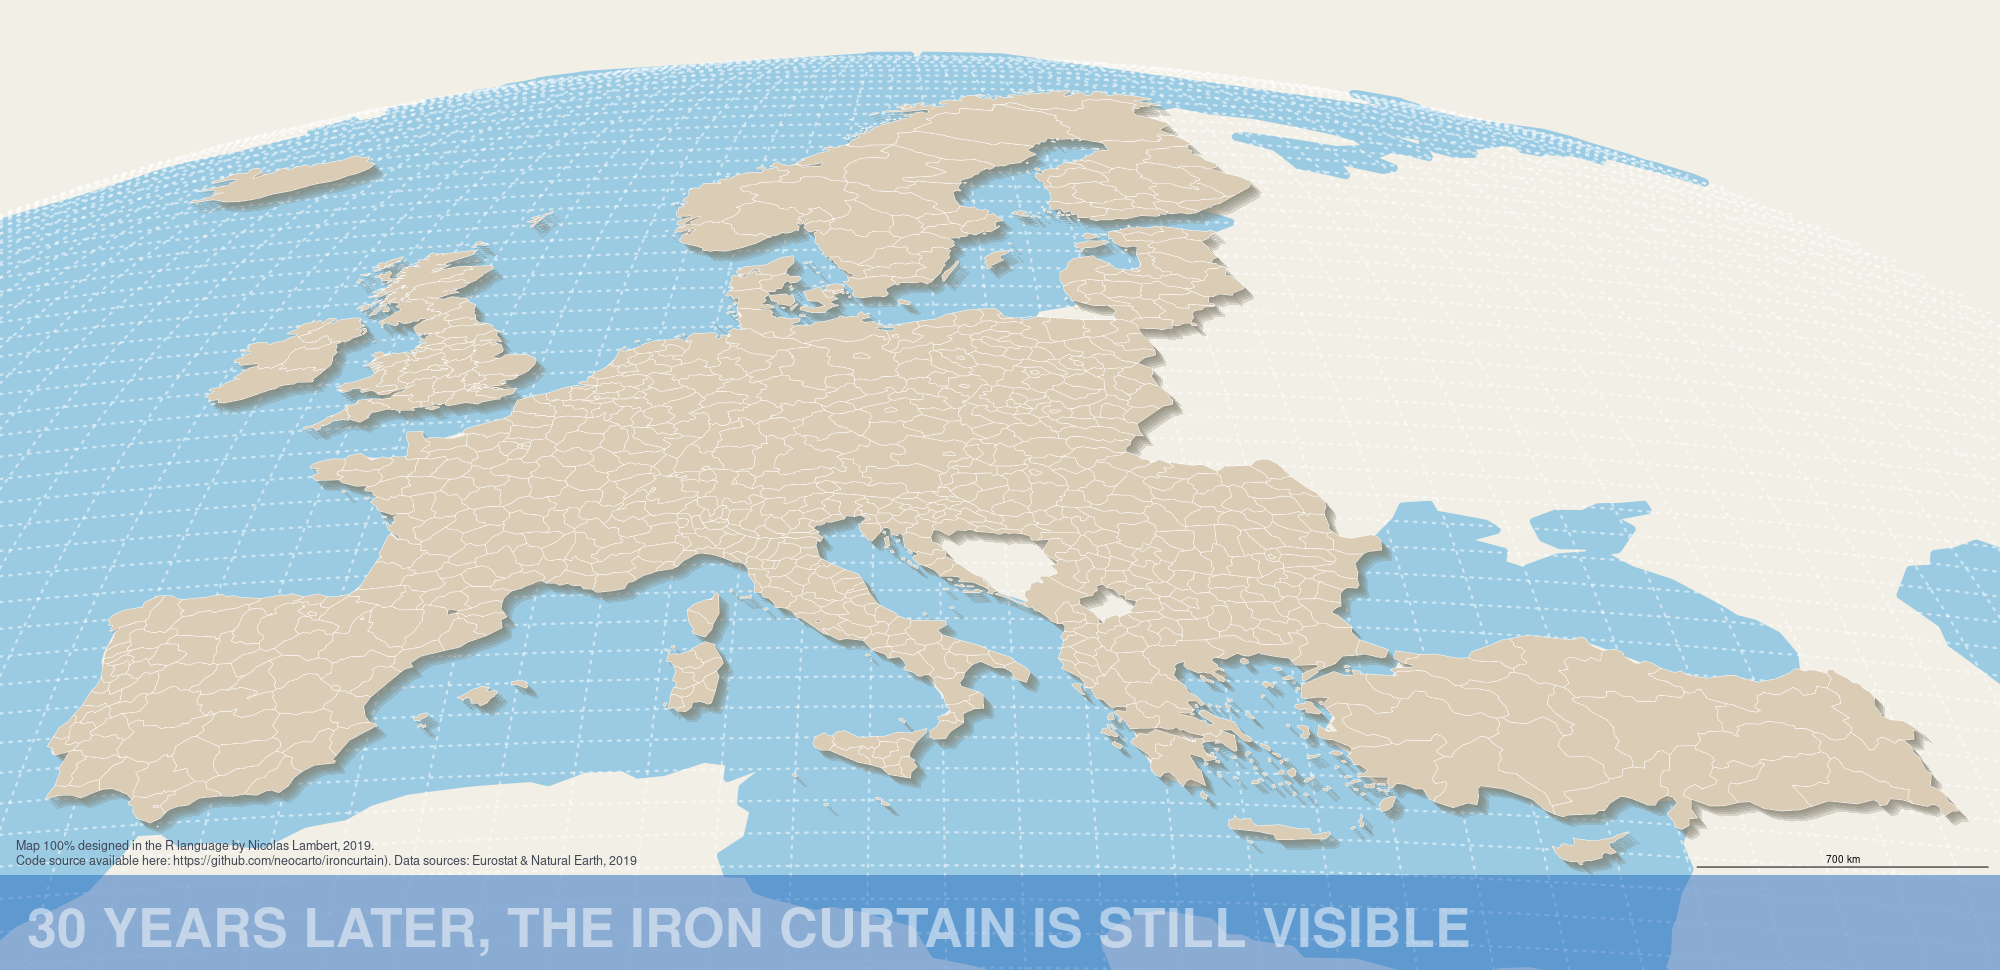 Map 100% designed in the R language by Nicolas Lambert, 2019.
Code source available here: https://github.com/neocarto/ironcurtain). Data sources: Eurostat & Natural Earth, 2019
700 km
30 YEARS LATER, THE IRON CURTAIN IS STILL VISIBLE